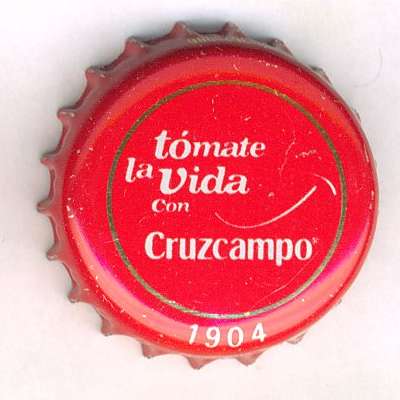 tómate
la vida
con
Cruzcampo®
1904